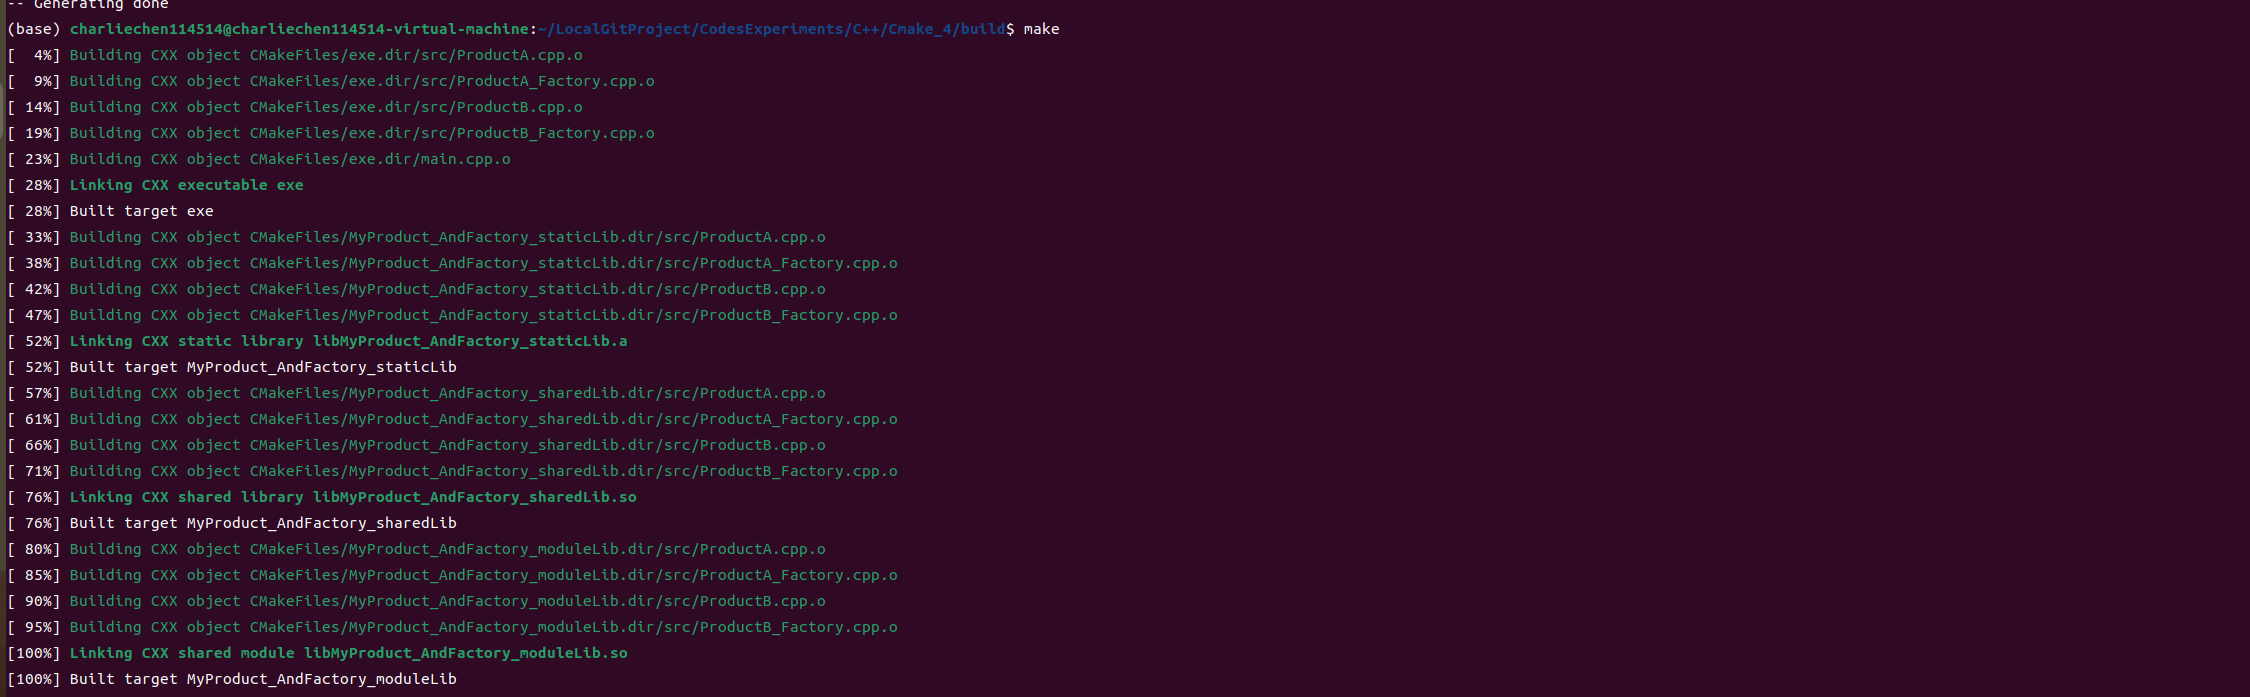 -- Generating done
(base) charliechen114514@charliechen114514-virtual-machine:~/LocalGitProject/CodesExperiments/C++/Cmake_4/build$ make
[  4%] Building CXX object CMakeFiles/exe.dir/src/ProductA.cpp.o
[  9%] Building CXX object CMakeFiles/exe.dir/src/ProductA_Factory.cpp.o
[ 14%] Building CXX object CMakeFiles/exe.dir/src/ProductB.cpp.o
[ 19%] Building CXX object CMakeFiles/exe.dir/src/ProductB_Factory.cpp.o
[ 23%] Building CXX object CMakeFiles/exe.dir/main.cpp.o
[ 28%] Linking CXX executable exe
[ 28%] Built target exe
[ 33%] Building CXX object CMakeFiles/MyProduct_AndFactory_staticLib.dir/src/ProductA.cpp.o
[ 38%] Building CXX object CMakeFiles/MyProduct_AndFactory_staticLib.dir/src/ProductA_Factory.cpp.o
[ 42%] Building CXX object CMakeFiles/MyProduct_AndFactory_staticLib.dir/src/ProductB.cpp.o
[ 47%] Building CXX object CMakeFiles/MyProduct_AndFactory_staticLib.dir/src/ProductB_Factory.cpp.o
[ 52%] Linking CXX static library libMyProduct_AndFactory_staticLib.a
[ 52%] Built target MyProduct_AndFactory_staticLib
[ 57%] Building CXX object CMakeFiles/MyProduct_AndFactory_sharedLib.dir/src/ProductA.cpp.o
[ 61%] Building CXX object CMakeFiles/MyProduct_AndFactory_sharedLib.dir/src/ProductA_Factory.cpp.o
[ 66%] Building CXX object CMakeFiles/MyProduct_AndFactory_sharedLib.dir/src/ProductB.cpp.o
[ 71%] Building CXX object CMakeFiles/MyProduct_AndFactory_sharedLib.dir/src/ProductB_Factory.cpp.o
[ 76%] Linking CXX shared library libMyProduct_AndFactory_sharedLib.so
[ 76%] Built target MyProduct_AndFactory_sharedLib
[ 80%] Building CXX object CMakeFiles/MyProduct_AndFactory_moduleLib.dir/src/ProductA.cpp.o
[ 85%] Building CXX object CMakeFiles/MyProduct_AndFactory_moduleLib.dir/src/ProductA_Factory.cpp.o
[ 90%] Building CXX object CMakeFiles/MyProduct_AndFactory_moduleLib.dir/src/ProductB.cpp.o
[ 95%] Building CXX object CMakeFiles/MyProduct_AndFactory_moduleLib.dir/src/ProductB_Factory.cpp.o
[100%] Linking CXX shared module libMyProduct_AndFactory_moduleLib.so
[100%] Built target MyProduct_AndFactory_moduleLib